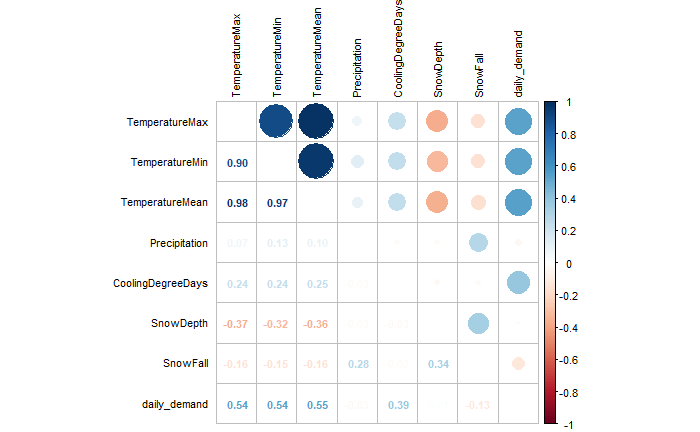 TemperatureMax TemperatureMin TemperatureMean Precipitation CoolingDegreeDays SnowDepth SnowFall daily_demand
TemperatureMax
TemperatureMin 0.90
TemperatureMean 0.98 0.97
Precipitation 0.07 0.13 0.10
CoolingDegreeDays 0.24 0.24 0.25
SnowDepth -0.37 -0.32 -0.36
SnowFall -0.16 -0.15 -0.16 0.28 0.34
daily_demand 0.54 0.54 0.55 0.39 -0.13
1
0.8
0.6
0.4
0.2
0
-0.2
-0.4
-0.6
-0.8
-1